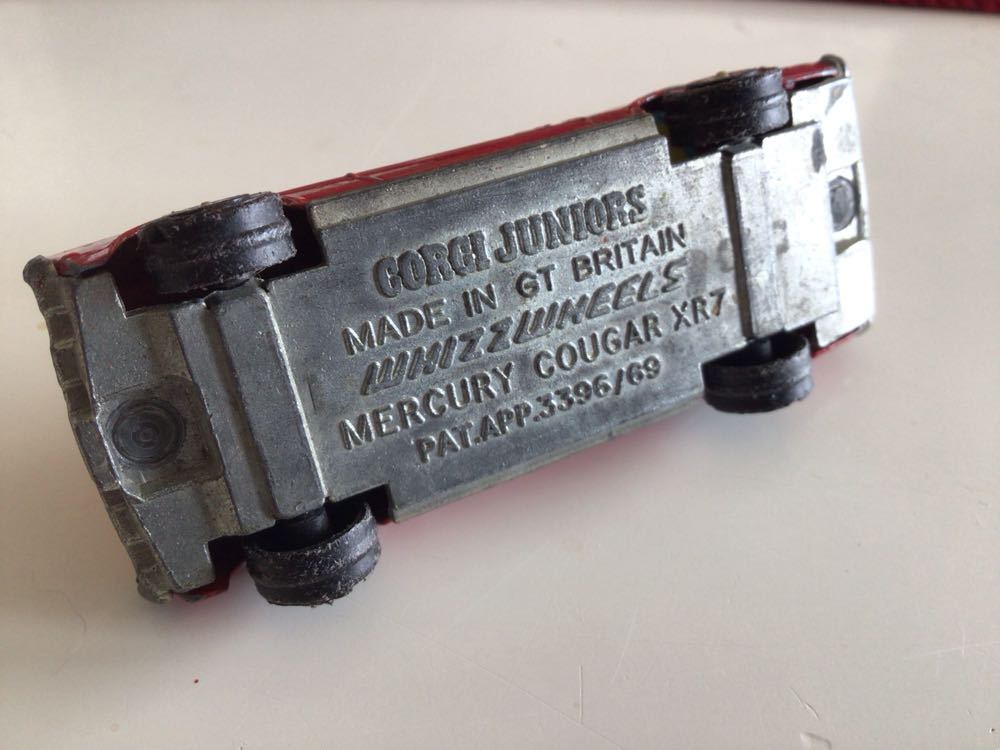 CORGI JUNIORS
MADE IN GT BRITAIN
WHIZZWHEELS
MERCURY COUGAR XR7
PAT.APP.3396/69